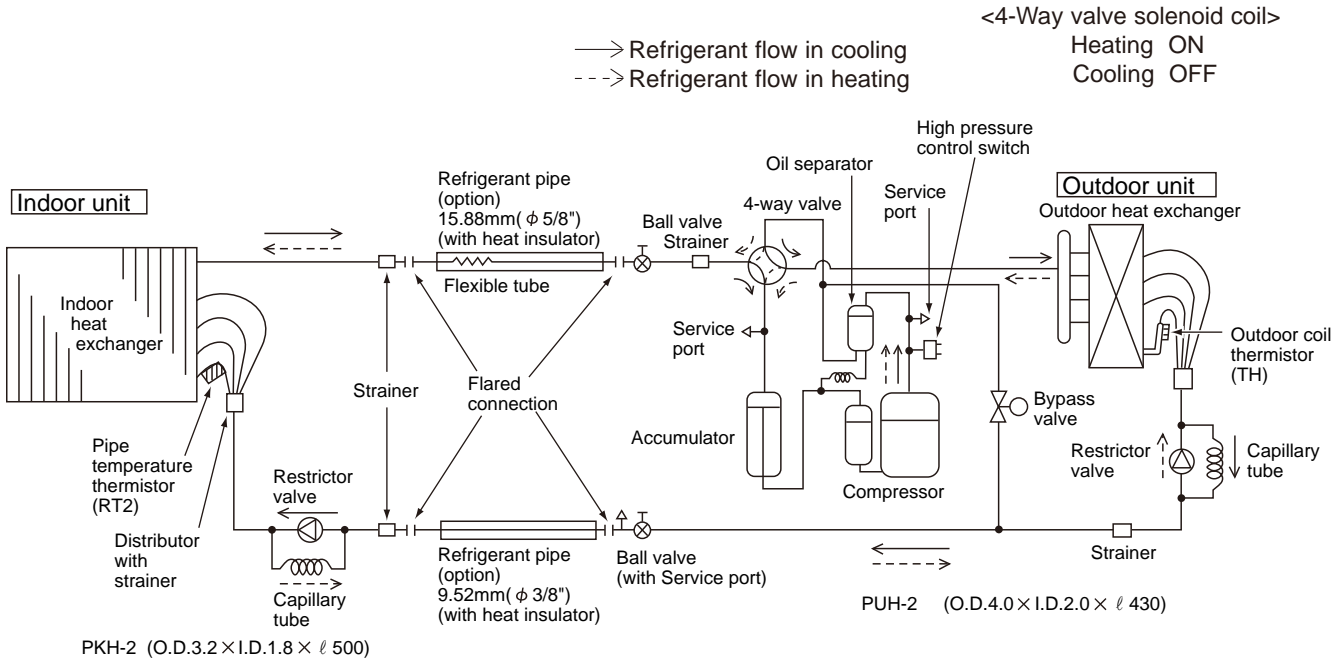 <4-Way valve solenoid coil>
Heating ON
Cooling OFF
Refrigerant flow in cooling
Refrigerant flow in heating
High pressure
control switch
Oil separator
Service
port
4-way valve
Refrigerant pipe
(option)
15.88mm( φ 5/8")
(with heat insulator)
Ball valve
Strainer
Indoor unit
Outdoor unit
Outdoor heat exchanger
Flexible tube
Indoor
heat
exchanger
Service
port
Outdoor coil
thermistor
(TH)
Strainer
Flared
connection
Accumulator
Compressor
Bypass
valve
Pipe
temperature
thermistor
(RT2)
Restrictor
valve
Restrictor
valve
Capillary
tube
Distributor
with
strainer
Capillary
tube
Refrigerant pipe
(option)
9.52mm( φ 3/8")
(with heat insulator)
Ball valve
(with Service port)
Strainer
PUH-2 (O.D.4.0 × I.D.2.0 × ℓ 430)
PKH-2 (O.D.3.2 × I.D.1.8 × ℓ 500)